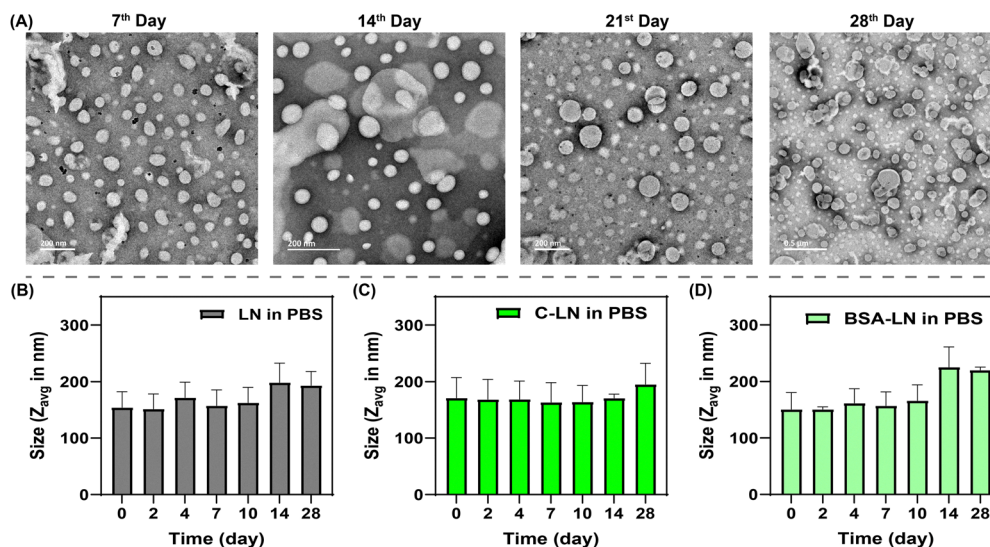 (A) 7th Day 14th Day 21st Day 28th Day
200 nm 200 nm 200 nm 0.5 µm
(B) (C) (D)
300
200
100
0
Size (Zavg in nm)
LN in PBS
0 2 4 7 10 14 28
Time (day)
300
200
100
0
Size (Zavg in nm)
C-LN in PBS
0 2 4 7 10 14 28
Time (day)
300
200
100
0
Size (Zavg in nm)
BSA-LN in PBS
0 2 4 7 10 14 28
Time (day)